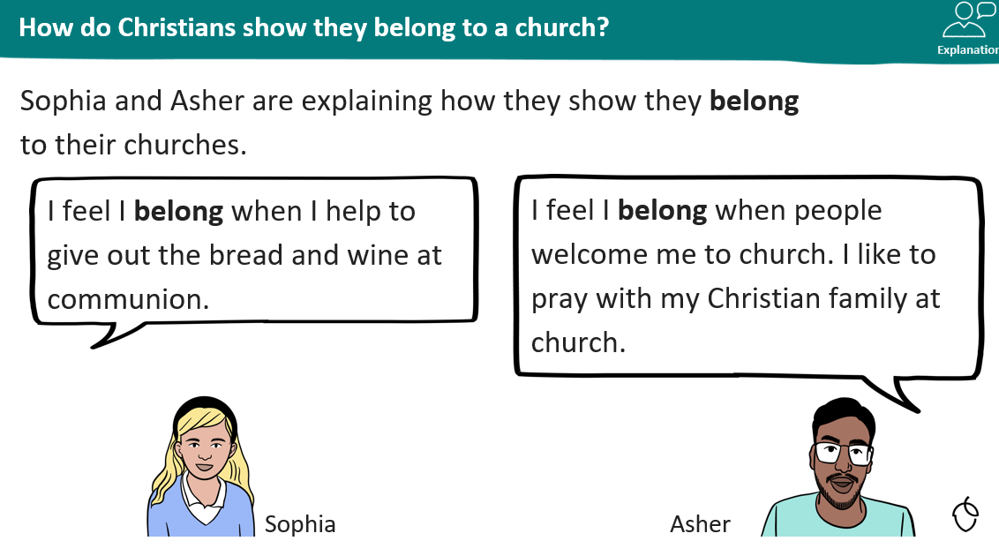 How do Christians show they belong to a church?
Explanation
Sophia and Asher are explaining how they show they belong
to their churches.
I feel I belong when I help to
give out the bread and wine at
communion.
I feel I belong when people
welcome me to church. I like to
pray with my Christian family at
church.
Sophia
Asher